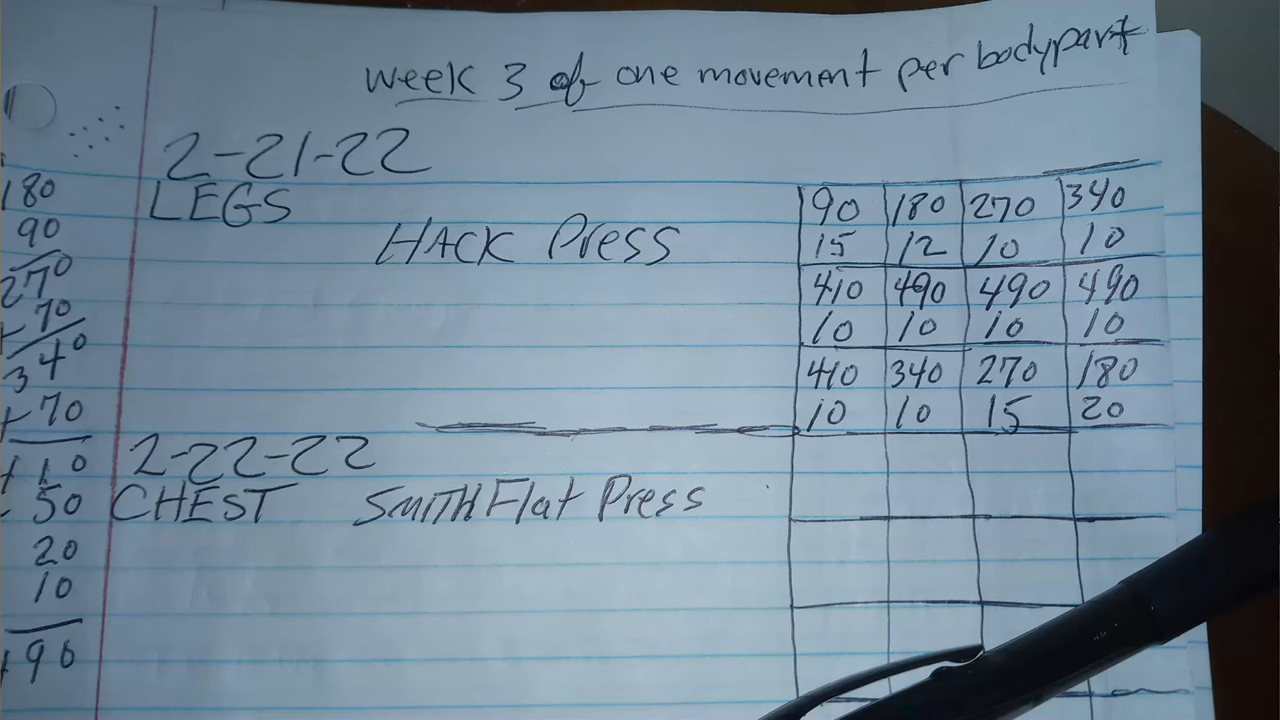 week 3 of one movement per bodypart
2-21-22
LEGS
HACK Press
90 180 270 340
15 12 10 10
410 490 490 490
10 10 10 10
410 340 270 180
10 10 15 20
2-22-22
CHEST SMITH Flat Press
180
90
270
70
340
+70
410
50
20
10
490